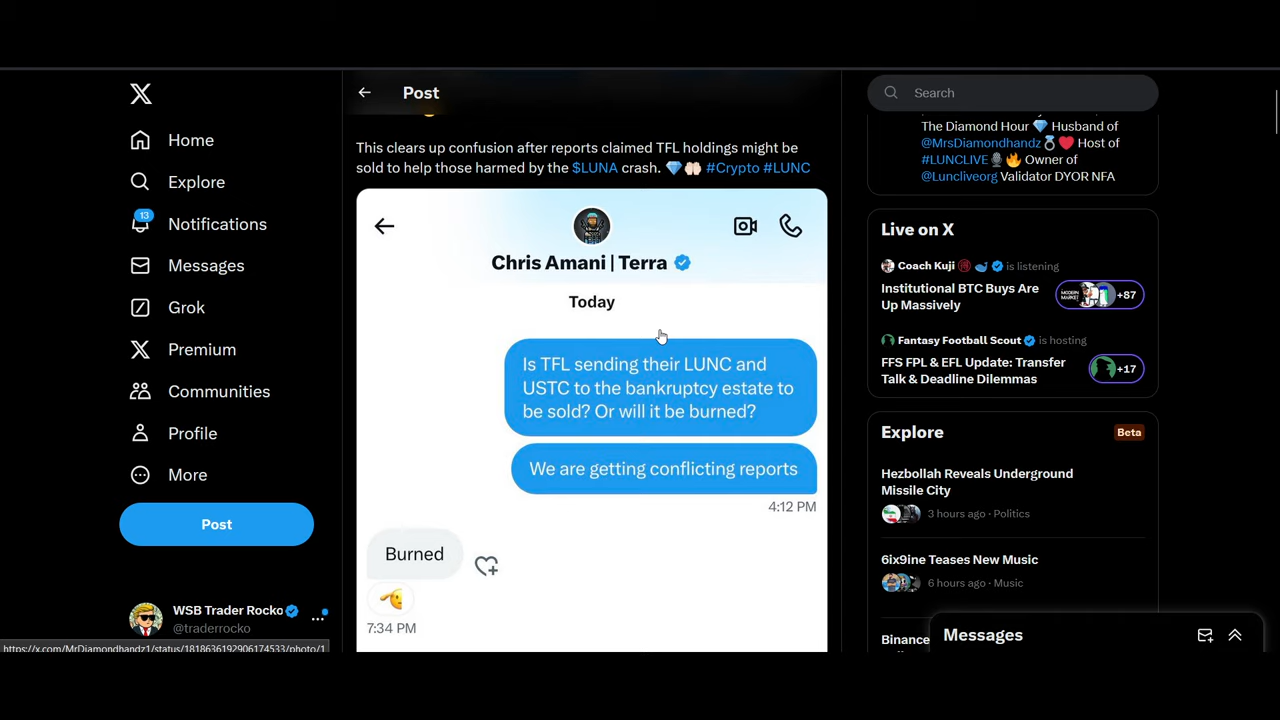 Home
Explore
13
Notifications
Messages
Grok
Premium
Communities
Profile
More
Post
WSB Trader Rocko
@traderrocko
https://x.com/MrDiamondhandz1/status/1818636192906174533/photo/1
Post
This clears up confusion after reports claimed TFL holdings might be
sold to help those harmed by the $LUNA crash. 💎🙌🏻 #Crypto #LUNC
Chris Amani | Terra
Today
Is TFL sending their LUNC and
USTC to the bankruptcy estate to
be sold? Or will it be burned?
We are getting conflicting reports
4:12 PM
Burned
7:34 PM
Search
The Diamond Hour 💎 Husband of
@MrsDiamondhandz 💍❤️ Host of
#LUNCLIVE🎙️🔥 Owner of
@Luncliveorg Validator DYOR NFA
Live on X
Coach Kuji is listening
Institutional BTC Buys Are
Up Massively
+87
Fantasy Football Scout is hosting
FFS FPL & EFL Update: Transfer
Talk & Deadline Dilemmas
+17
Explore
Beta
Hezbollah Reveals Underground
Missile City
3 hours ago · Politics
6ix9ine Teases New Music
6 hours ago · Music
Binance
Messages